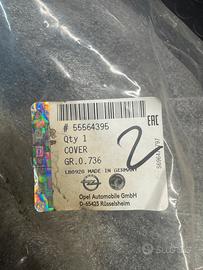 # 55564395
Qty 1
COVER
GR.0.736
LB0920 MADE IN GERMANY
Opel Automobile GmbH
D-65423 Rüsselsheim
EAC
2